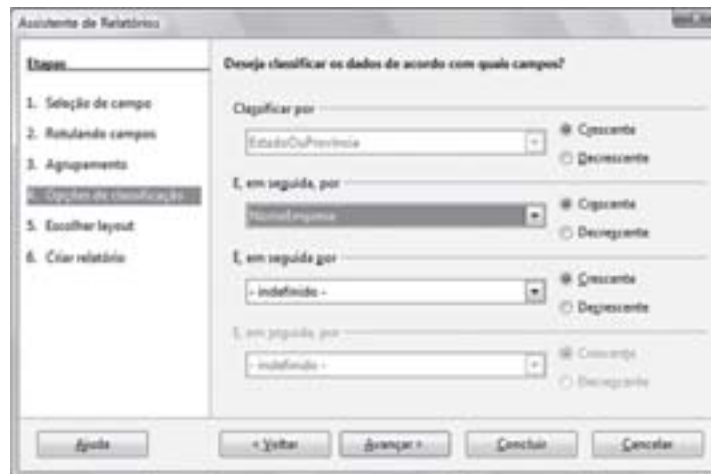 Assistente de Relatórios
Etapas
1. Seleção de campo
2. Rotulando campos
3. Agrupamento
4. Opções de classificação
5. Escolher layout
6. Criar relatório
Deseja classificar os dados de acordo com quais campos?
Classificar por
EstadoOuProvíncia
Crescente
Decrescente
E, em seguida, por
NomeEmpresa
Crescente
Decrescente
E, em seguida por
- indefinido -
Crescente
Decrescente
E, em seguida, por
- indefinido -
Crescente
Decrescente
Ajuda
< Voltar
Avançar >
Concluir
Cancelar